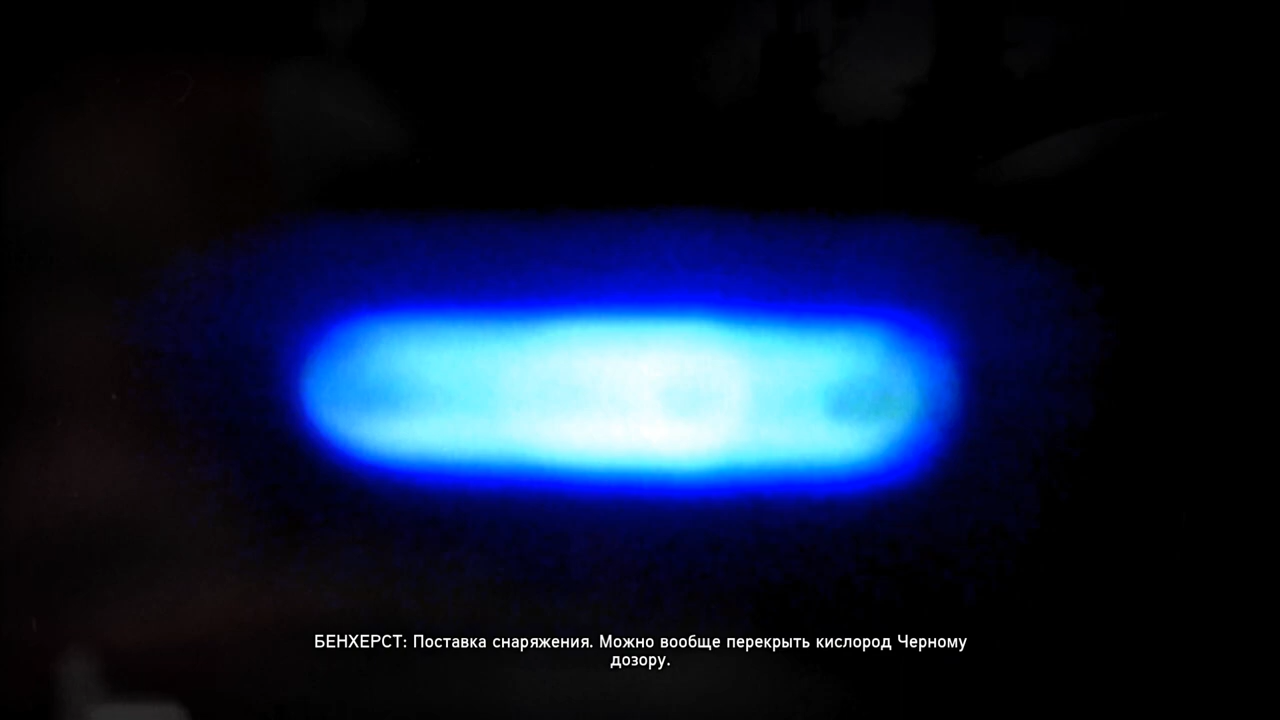 БЕНХЕРСТ: Поставка снаряжения. Можно вообще перекрыть кислород Черному
дозору.